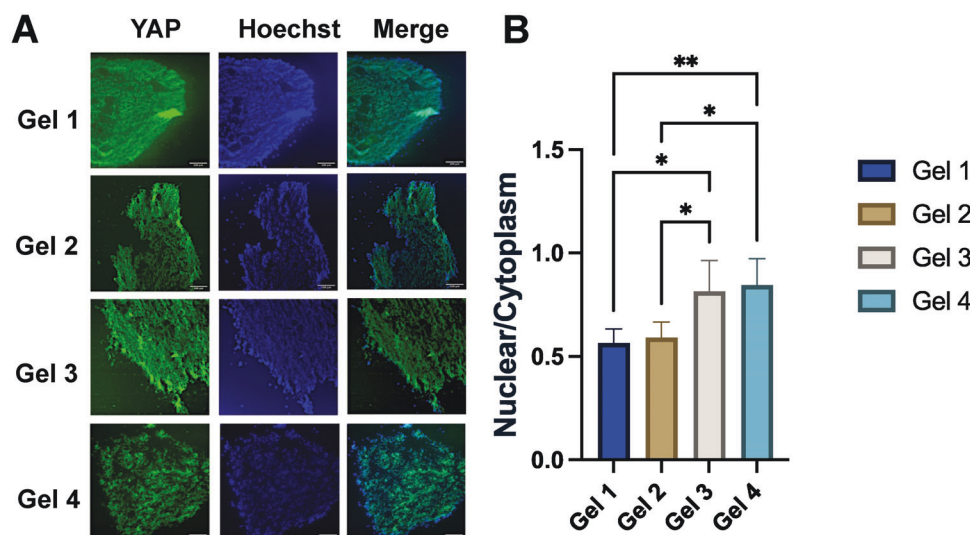 A
YAP
Hoechst
Merge
Gel 1
Gel 2
Gel 3
Gel 4
B
**
*
*
*
Nuclear/Cytoplasm
1.5
1.0
0.5
0.0
Gel 1
Gel 2
Gel 3
Gel 4
Gel 1
Gel 2
Gel 3
Gel 4